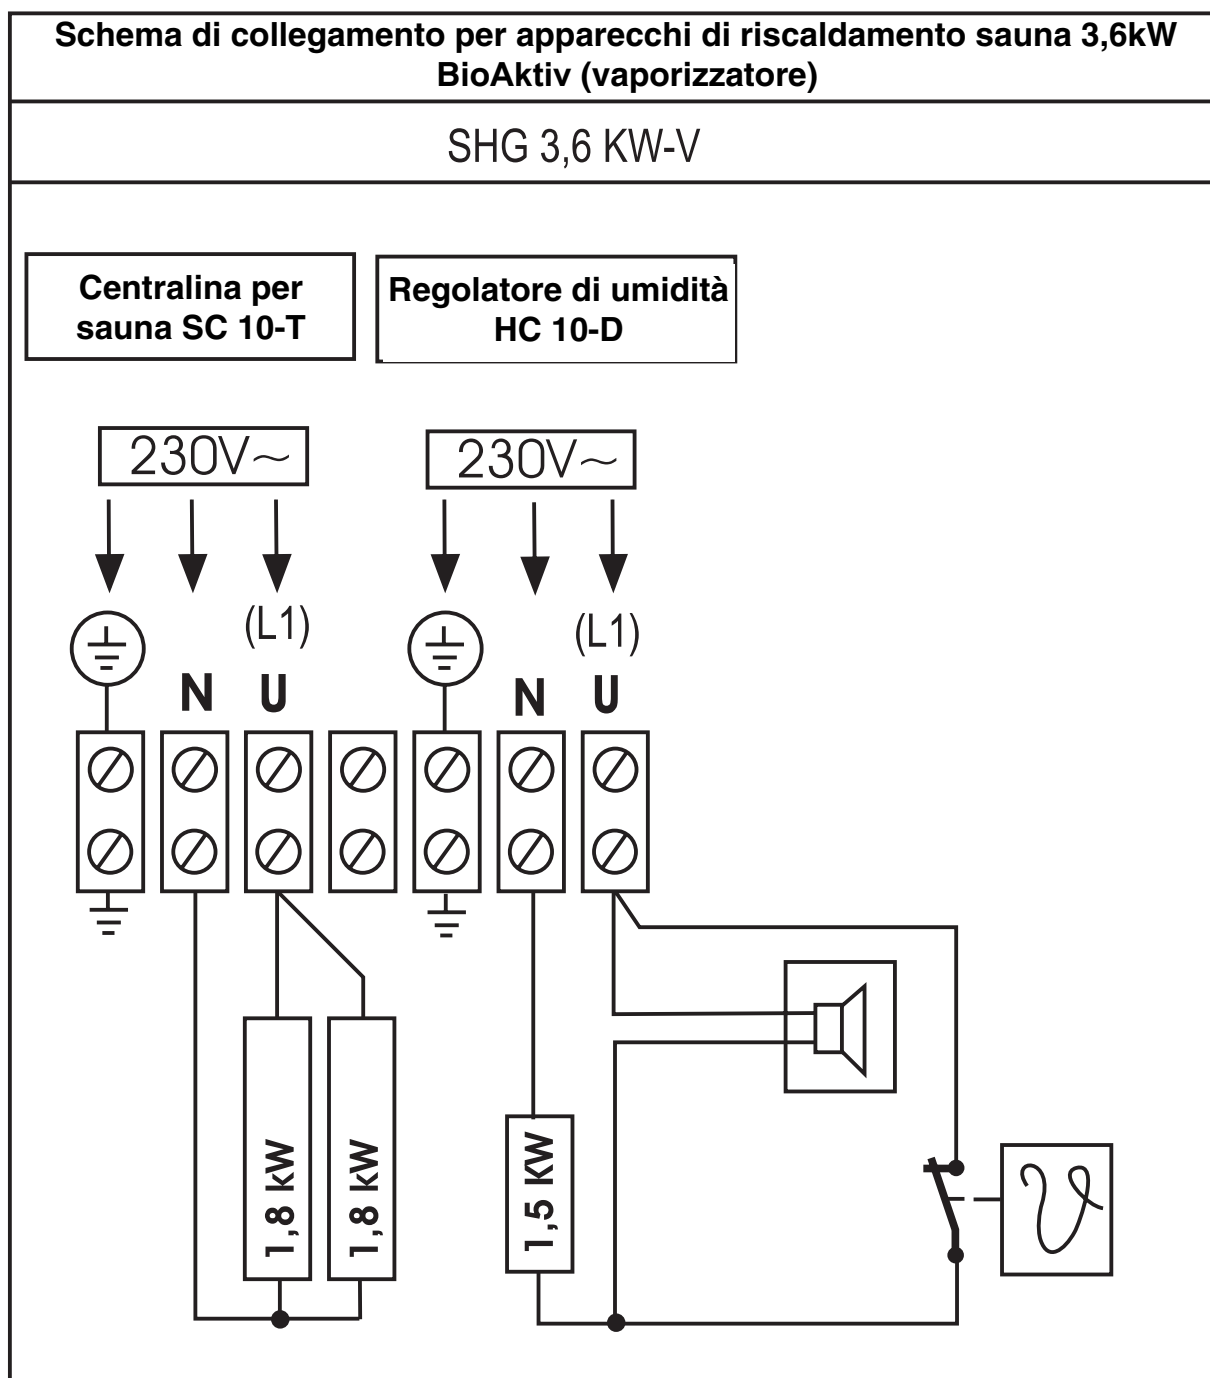 Schema di collegamento per apparecchi di riscaldamento sauna 3,6kW
BioAktiv (vaporizzatore)
SHG 3,6 KW-V
Centralina per
sauna SC 10-T
Regolatore di umidità
HC 10-D
230V~
230V~
(L1)
(L1)
N
U
N
U
1,8 kW
1,8 kW
1,5 KW
ϑ